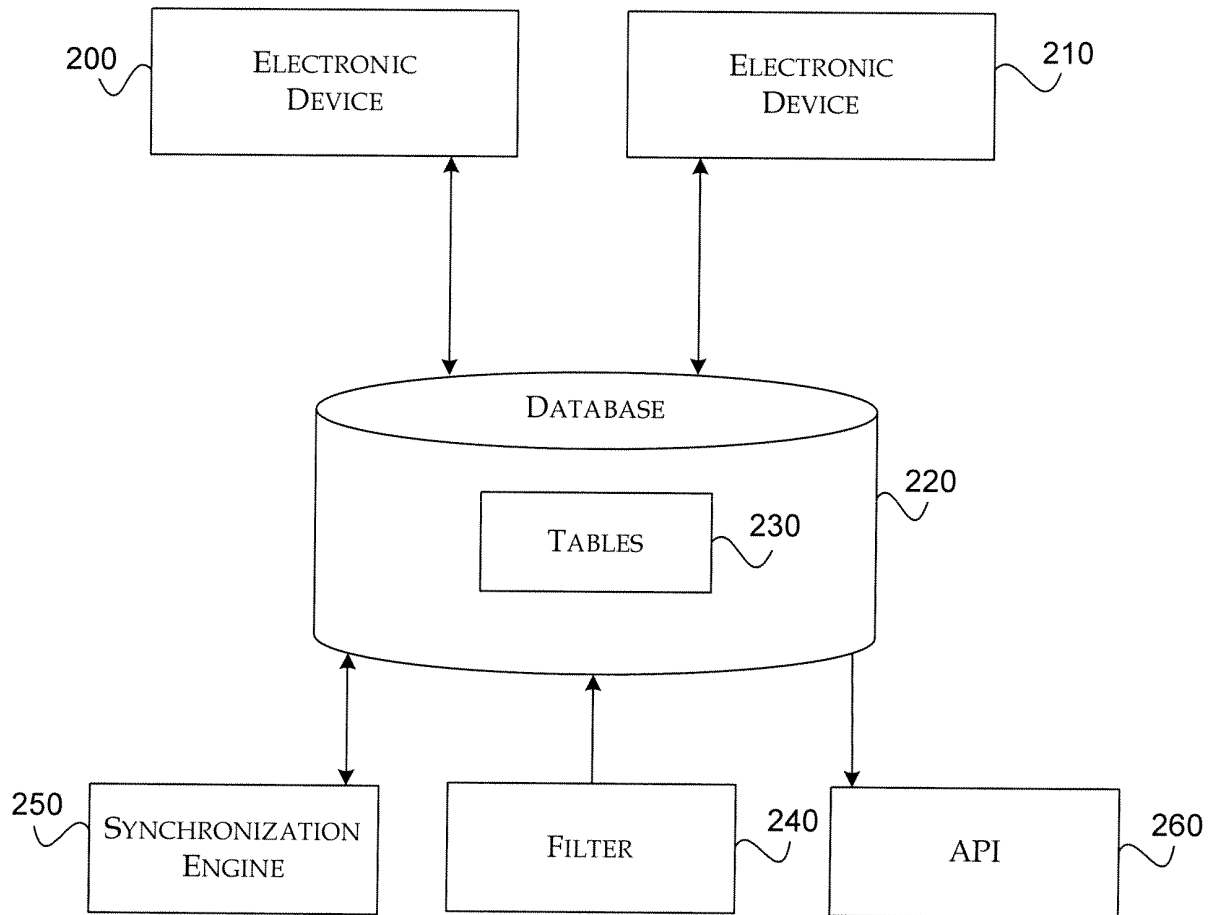 200
ELECTRONIC
DEVICE
ELECTRONIC
DEVICE
210
DATABASE
220
TABLES
230
250
SYNCHRONIZATION
ENGINE
FILTER
240
API
260